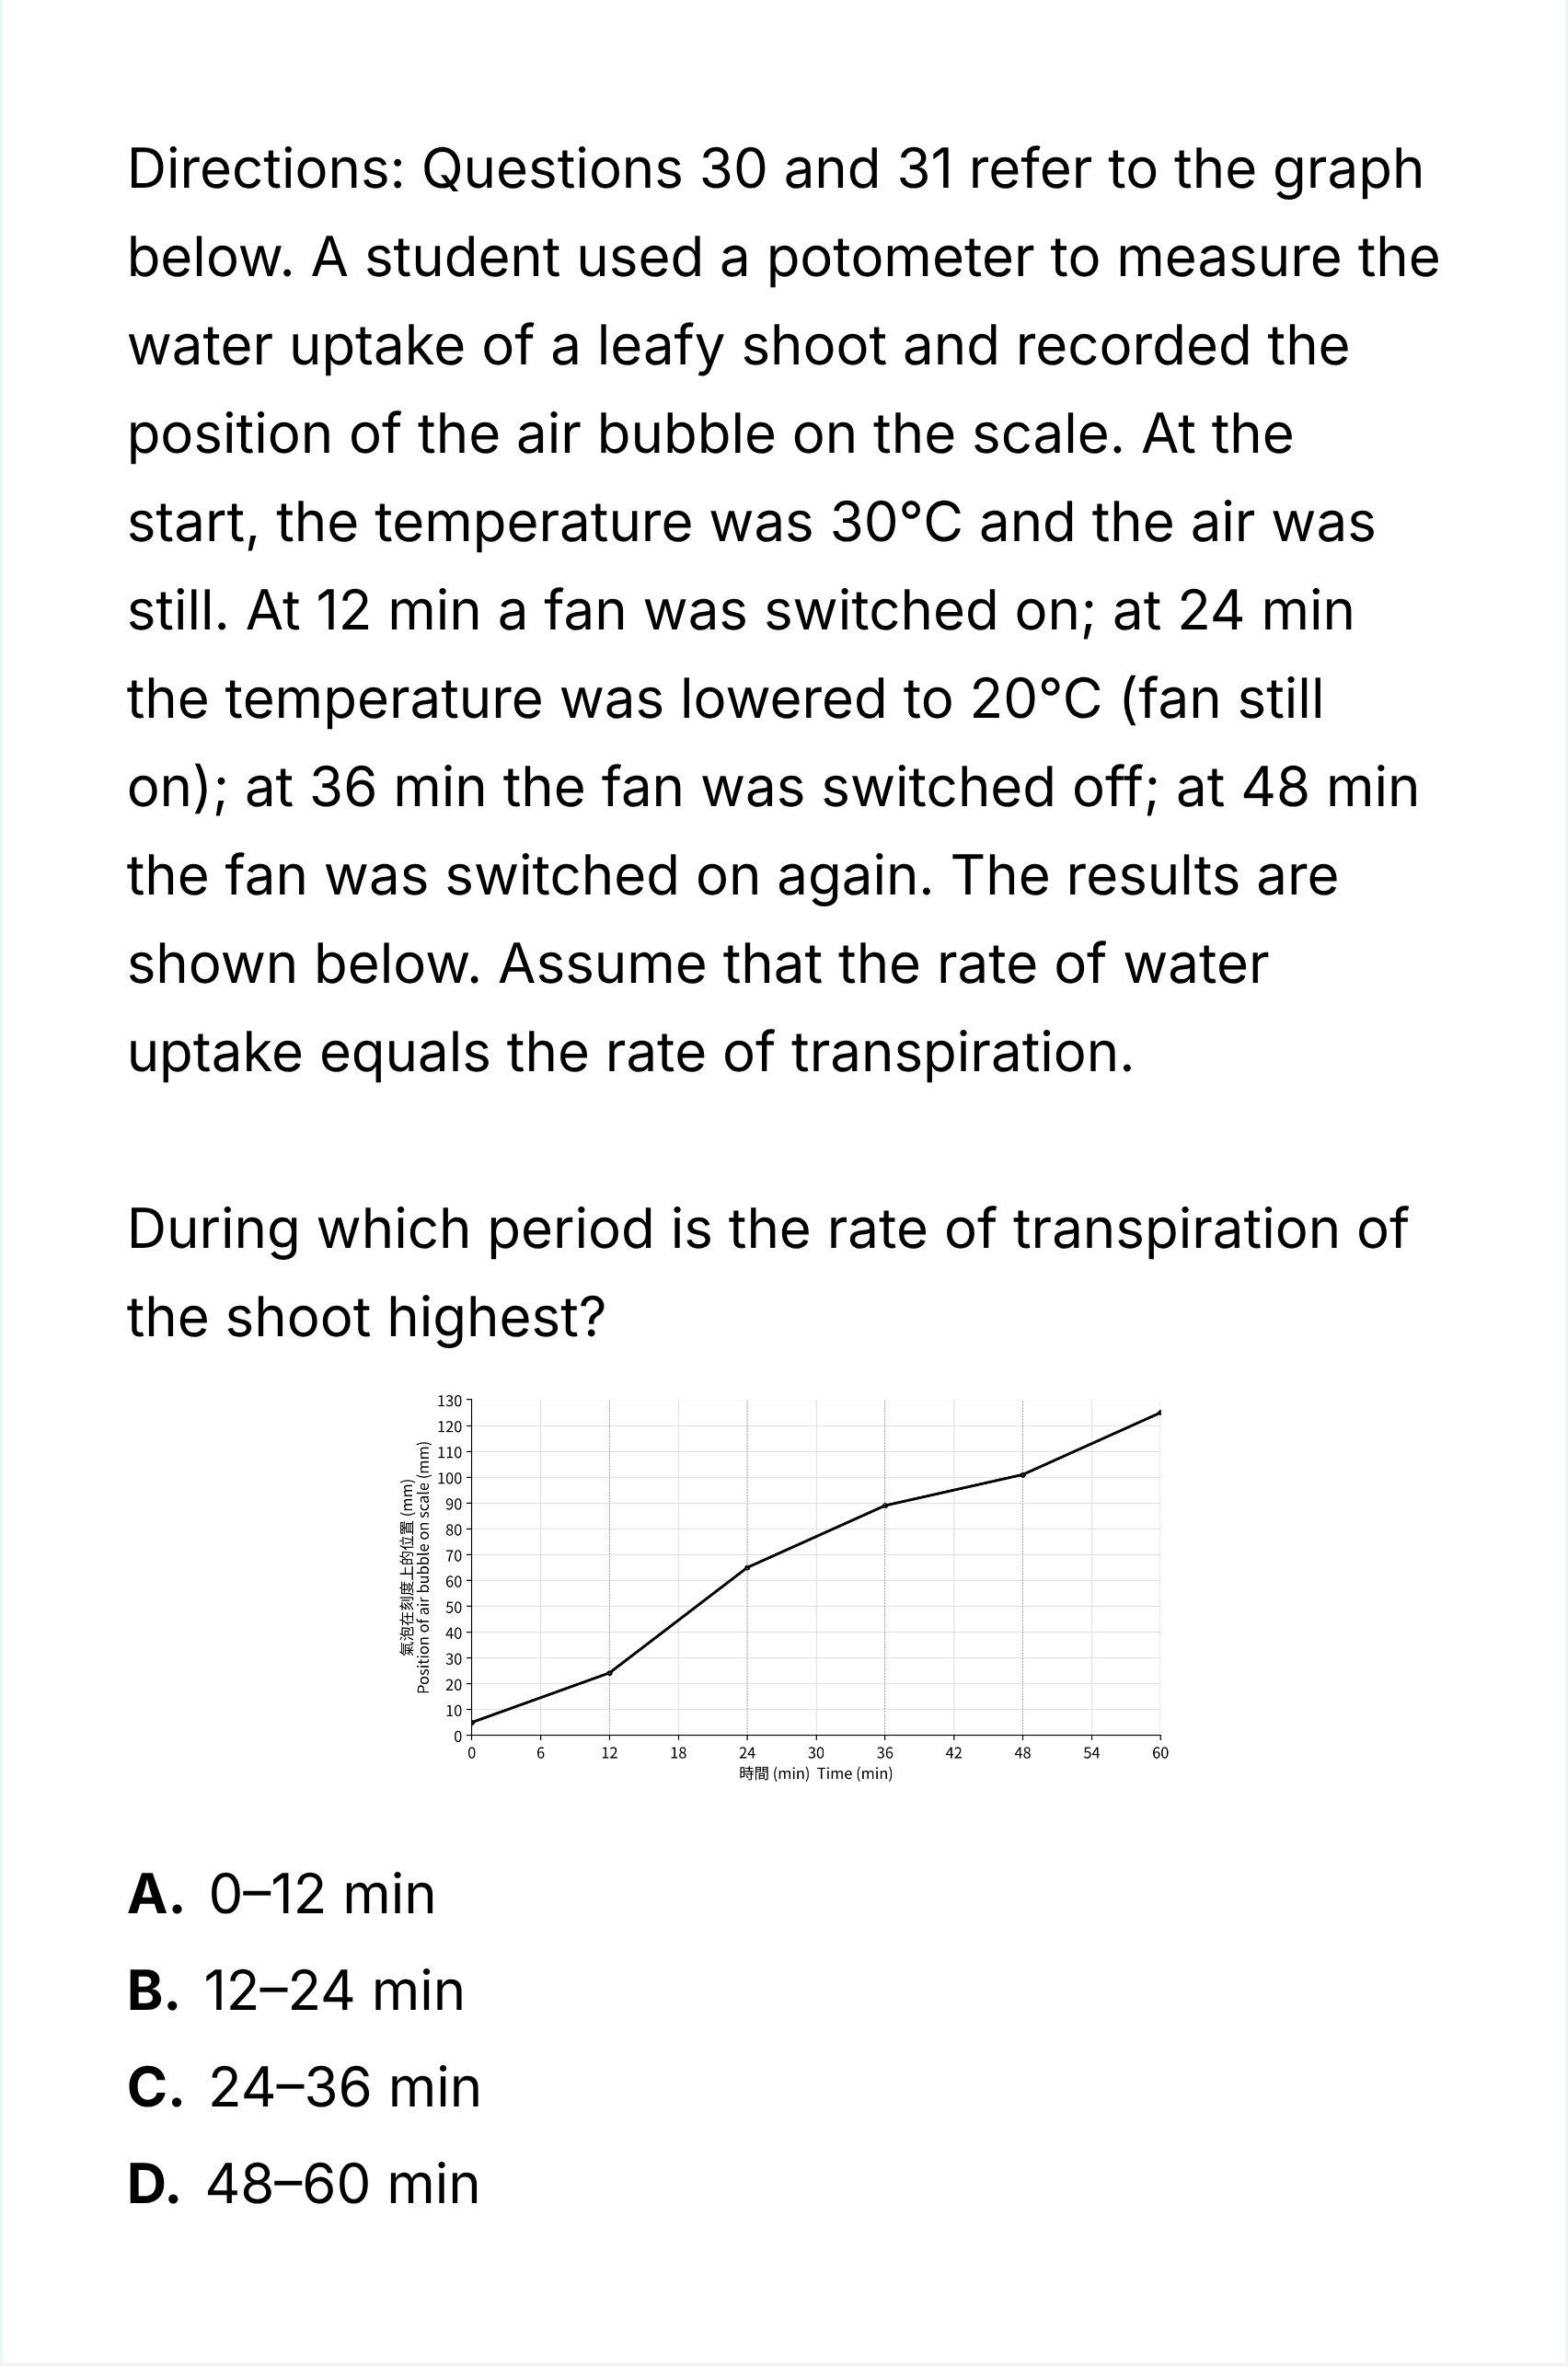 Directions: Questions 30 and 31 refer to the graph
below. A student used a potometer to measure the
water uptake of a leafy shoot and recorded the
position of the air bubble on the scale. At the
start, the temperature was 30°C and the air was
still. At 12 min a fan was switched on; at 24 min
the temperature was lowered to 20°C (fan still
on); at 36 min the fan was switched off; at 48 min
the fan was switched on again. The results are
shown below. Assume that the rate of water
uptake equals the rate of transpiration.
During which period is the rate of transpiration of
the shoot highest?
氣泡在刻度上的位置 (mm)
Position of air bubble on scale (mm)
130
120
110
100
90
80
70
60
50
40
30
20
10
0
0 6 12 18 24 30 36 42 48 54 60
時間 (min) Time (min)
A. 0–12 min
B. 12–24 min
C. 24–36 min
D. 48–60 min